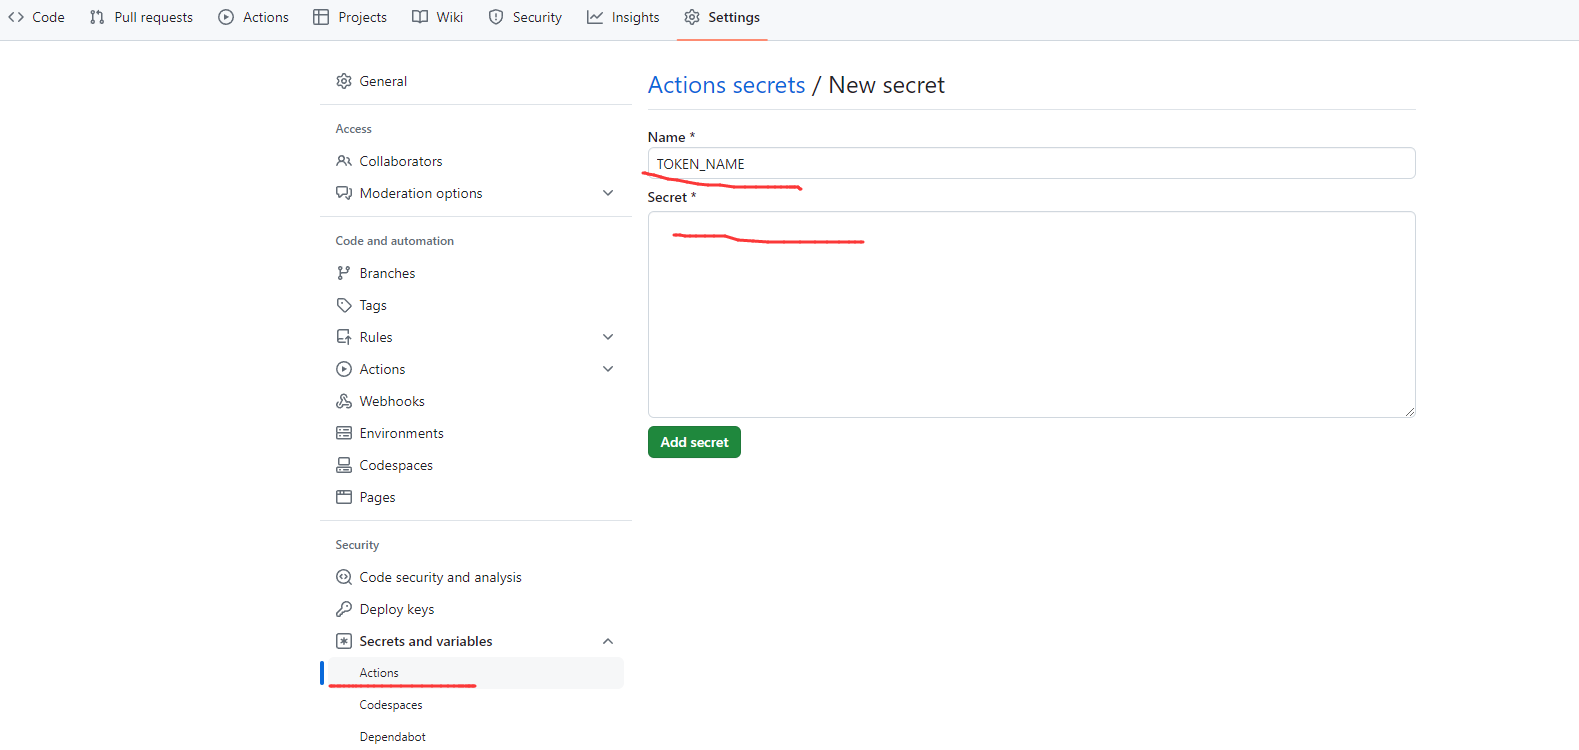 Code Pull requests Actions Projects Wiki Security Insights Settings
General
Access
Collaborators
Moderation options
Code and automation
Branches
Tags
Rules
Actions
Webhooks
Environments
Codespaces
Pages
Security
Code security and analysis
Deploy keys
Secrets and variables
Actions
Codespaces
Dependabot
Actions secrets / New secret
Name *
TOKEN_NAME
Secret *
Add secret